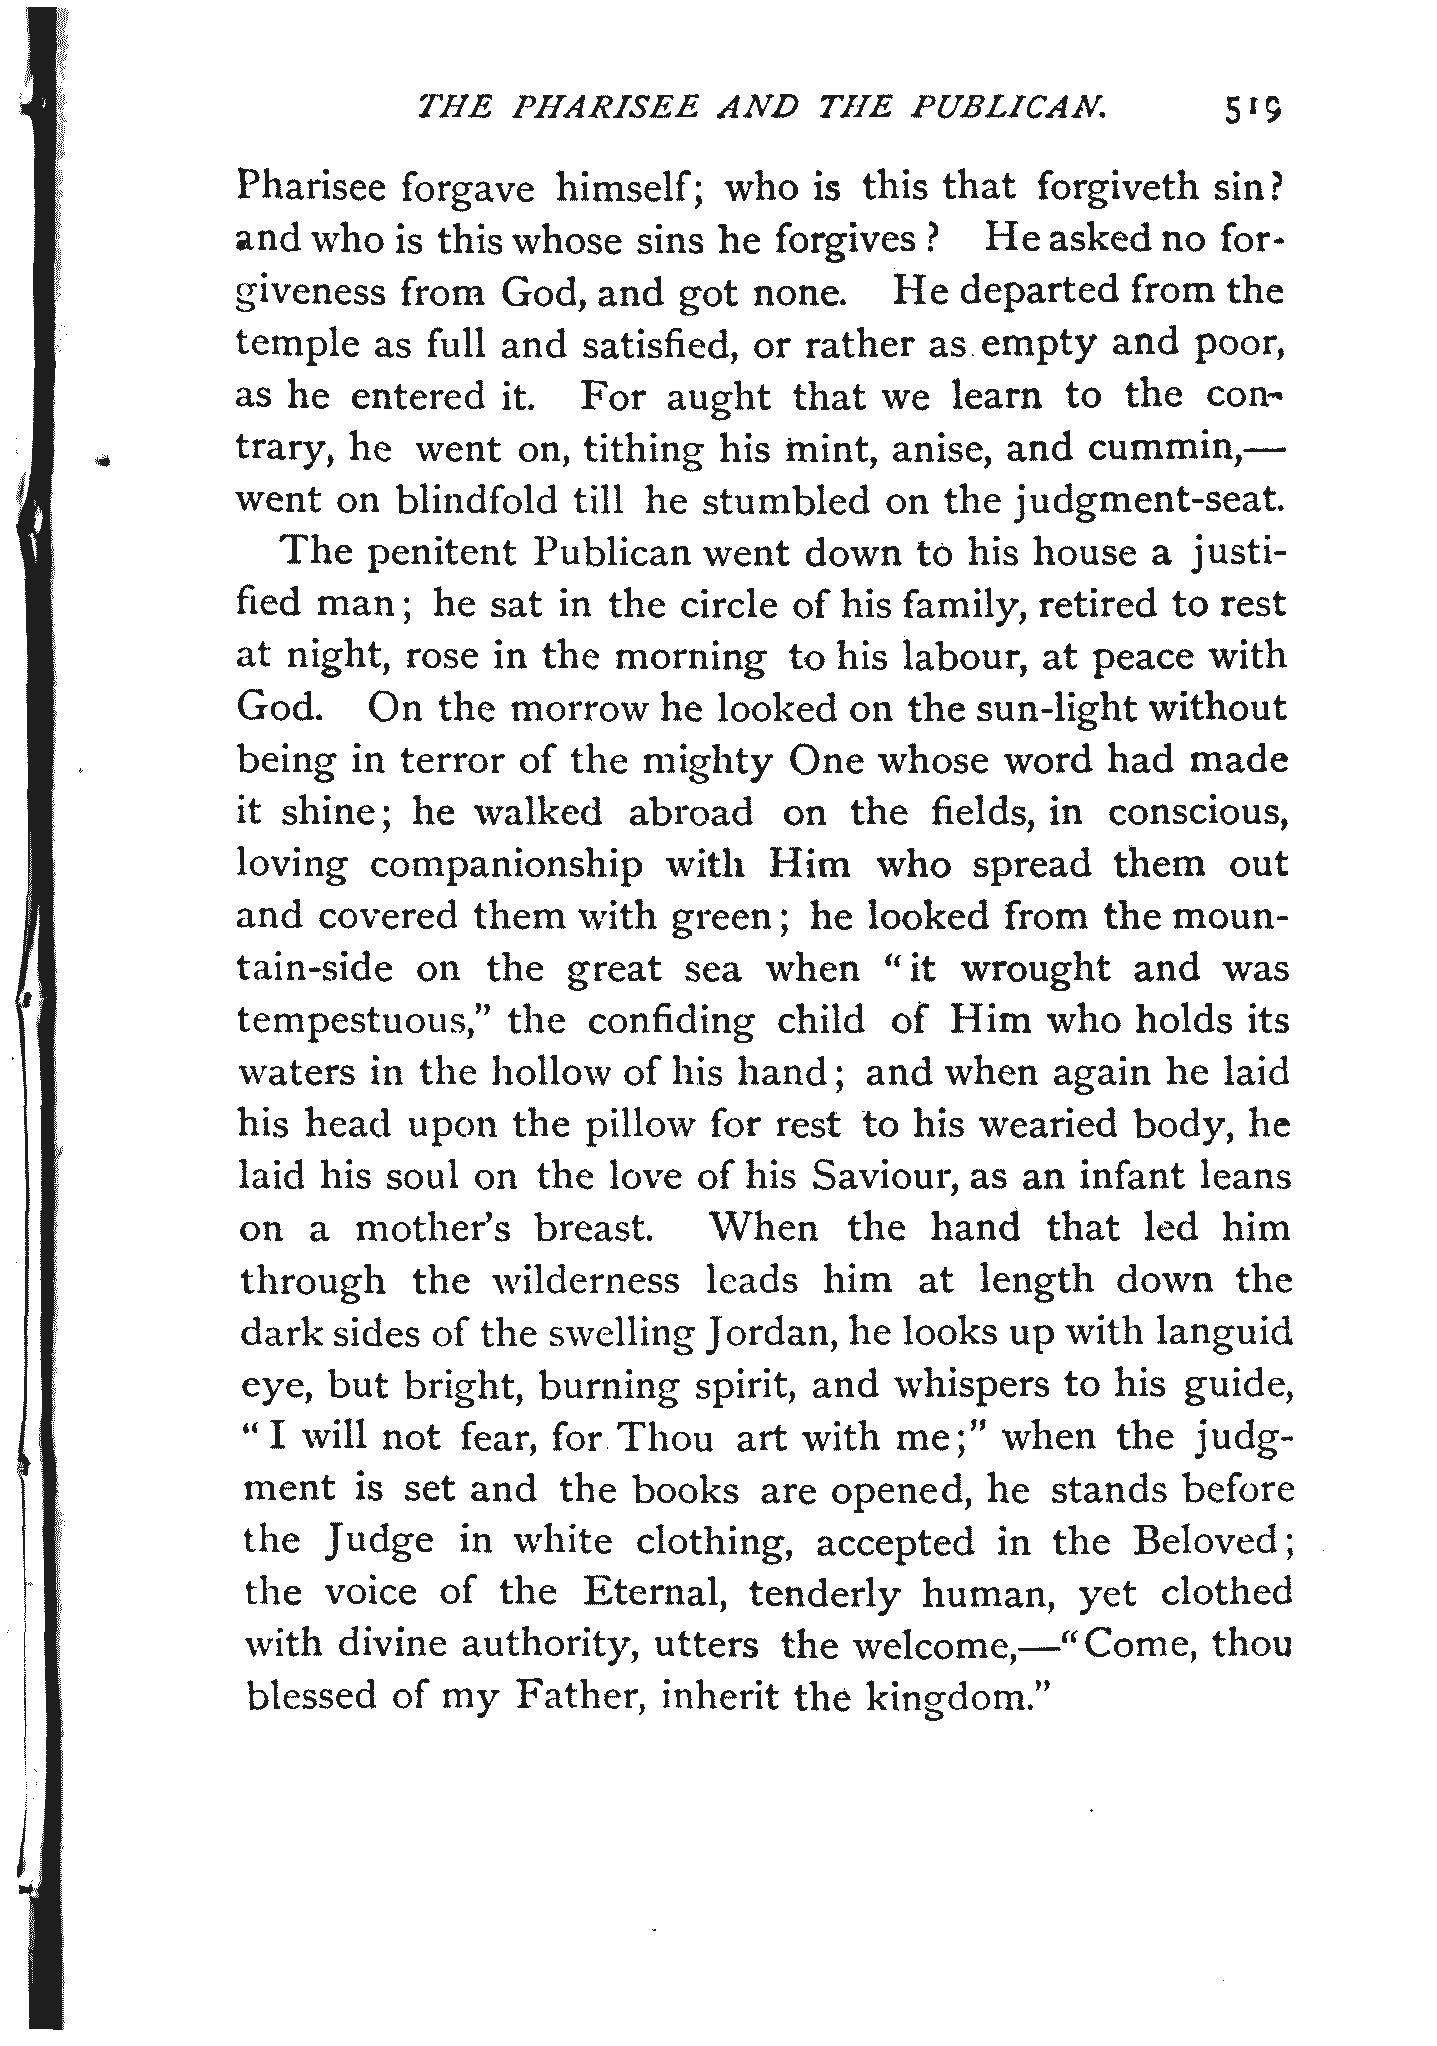 THE PHARISEE AND THE PUBLICAN. 519
Pharisee forgave himself; who is this that forgiveth sin?
and who is this whose sins he forgives? He asked no for-
giveness from God, and got none. He departed from the
temple as full and satisfied, or rather as empty and poor,
as he entered it. For aught that we learn to the con-
trary, he went on, tithing his mint, anise, and cummin,—
went on blindfold till he stumbled on the judgment-seat.
The penitent Publican went down to his house a justi-
fied man; he sat in the circle of his family, retired to rest
at night, rose in the morning to his labour, at peace with
God. On the morrow he looked on the sun-light without
being in terror of the mighty One whose word had made
it shine; he walked abroad on the fields, in conscious,
loving companionship with Him who spread them out
and covered them with green; he looked from the moun-
tain-side on the great sea when "it wrought and was
tempestuous," the confiding child of Him who holds its
waters in the hollow of his hand; and when again he laid
his head upon the pillow for rest to his wearied body, he
laid his soul on the love of his Saviour, as an infant leans
on a mother's breast. When the hand that led him
through the wilderness leads him at length down the
dark sides of the swelling Jordan, he looks up with languid
eye, but bright, burning spirit, and whispers to his guide,
"I will not fear, for Thou art with me;" when the judg-
ment is set and the books are opened, he stands before
the Judge in white clothing, accepted in the Beloved;
the voice of the Eternal, tenderly human, yet clothed
with divine authority, utters the welcome,—"Come, thou
blessed of my Father, inherit the kingdom."